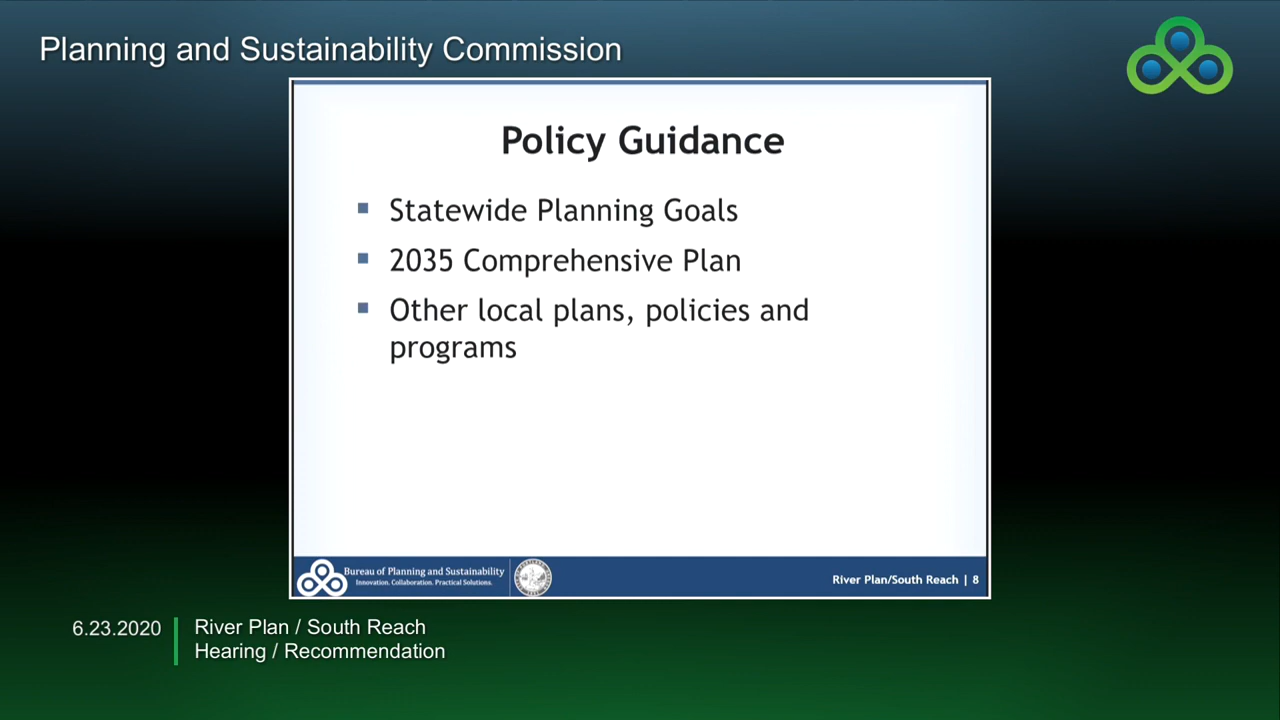 Planning and Sustainability Commission
Policy Guidance
Statewide Planning Goals
2035 Comprehensive Plan
Other local plans, policies and
programs
Bureau of Planning and Sustainability
Innovation. Collaboration. Practical Solutions.
River Plan/South Reach | 8
6.23.2020
River Plan / South Reach
Hearing / Recommendation